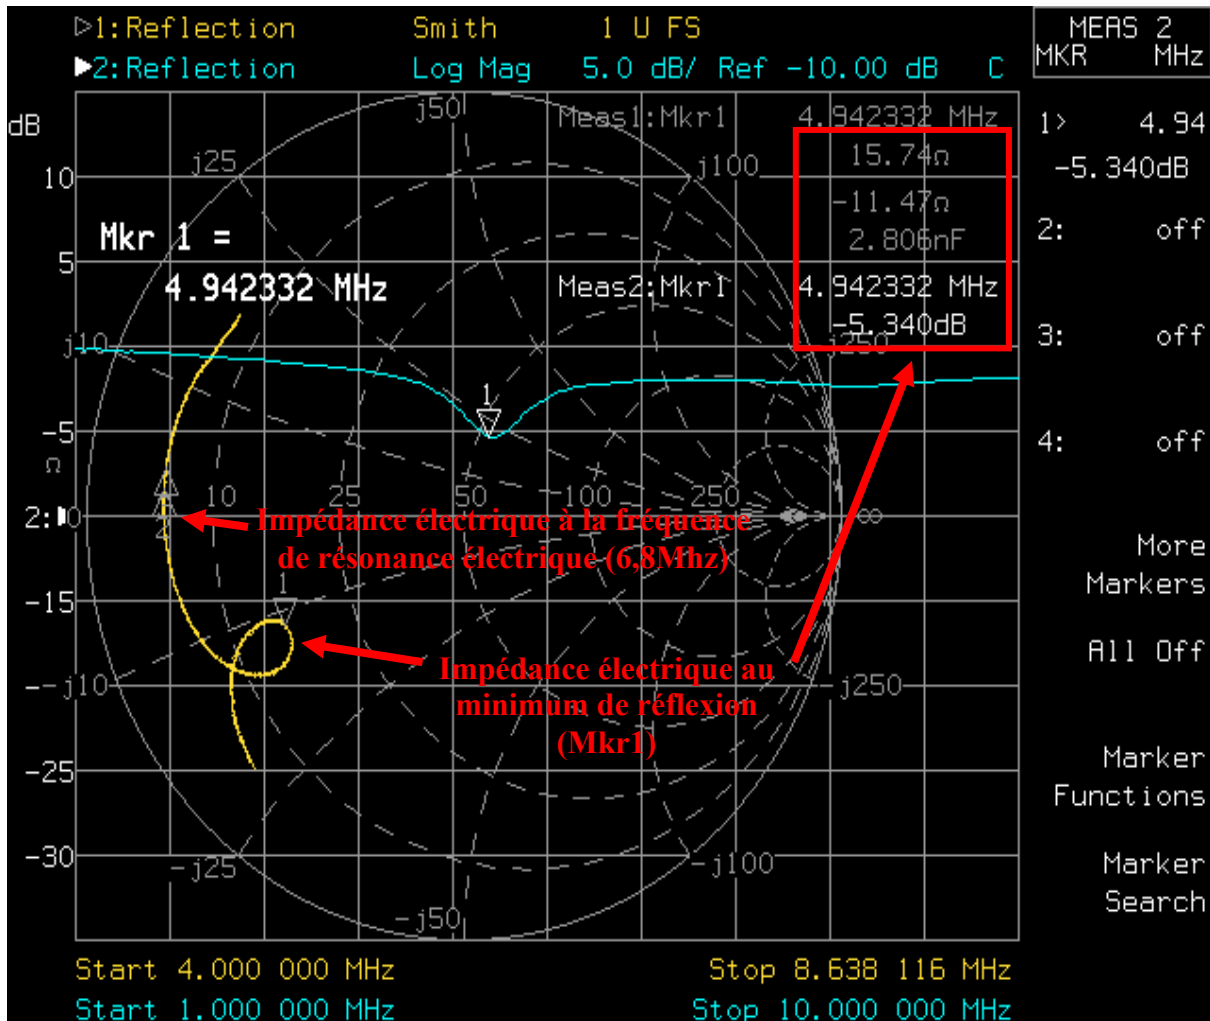 ▷1:Reflection Smith 1 U FS
▶2:Reflection Log Mag 5.0 dB/ Ref -10.00 dB C
MEAS 2
MKR MHz
dB
j50 Meas1:Mkr1 4.942332 MHz
1> 4.94
-5.340dB
j25 j100 15.74Ω
10
-11.47Ω
2.806nF
2: off
Mkr 1 =
4.942332 MHz
5
Meas2:Mkr1 4.942332 MHz
-5.340dB
j10 j250
3: off
1
-5
Ω
4: off
10 25 50 100 250
2: 0 ∞
Impédance électrique à la fréquence
de résonance électrique (6,8Mhz)
More
Markers
1
-15
Impédance électrique au
minimum de réflexion
(Mkr1)
All Off
-j10 -j250
-25
Marker
Functions
-30
-j25 -j100
Marker
Search
-j50
Start 4.000 000 MHz Stop 8.638 116 MHz
Start 1.000 000 MHz Stop 10.000 000 MHz